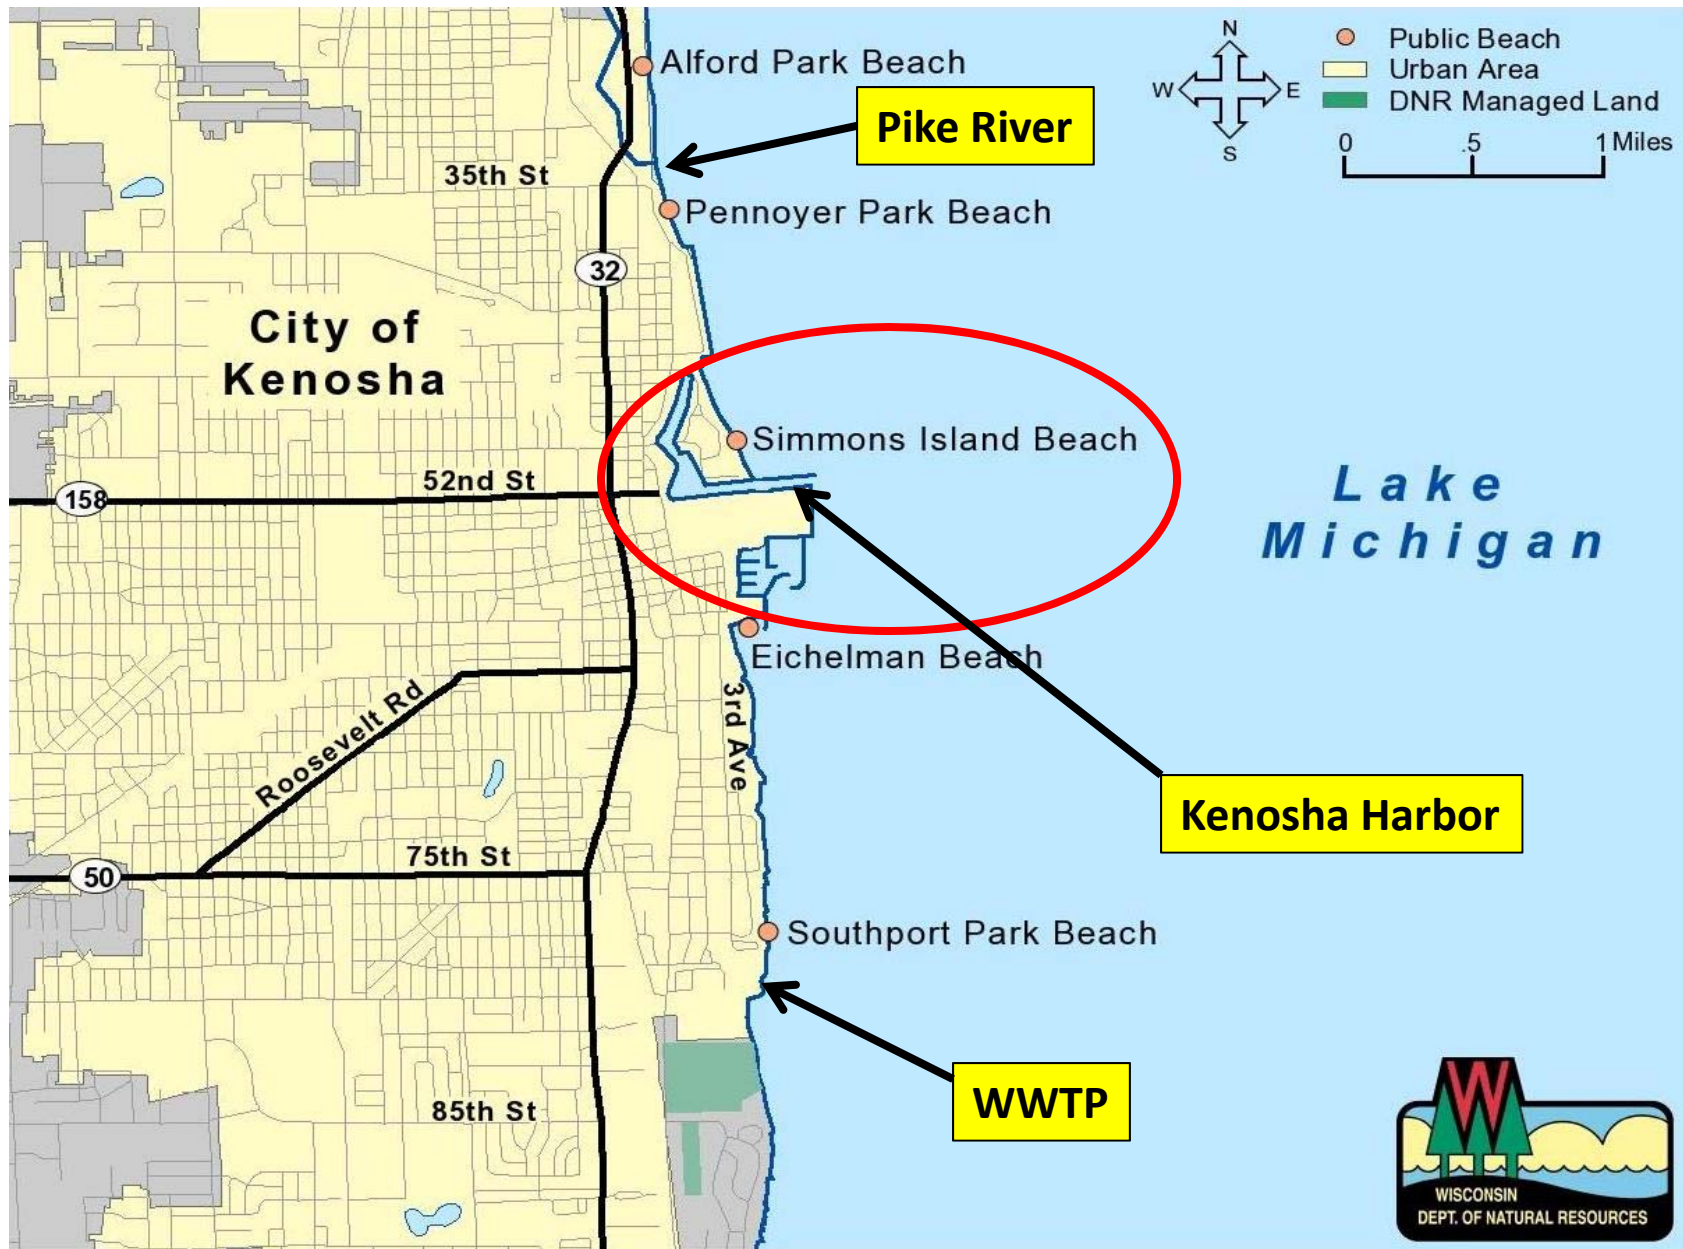 Alford Park Beach
N
W
E
S
Public Beach
Urban Area
DNR Managed Land
0
.5
1 Miles
Pike River
35th St
Pennoyer Park Beach
32
City of
Kenosha
Simmons Island Beach
52nd St
158
Lake
Michigan
Eichelman Beach
3rd Ave
Roosevelt Rd
Kenosha Harbor
75th St
50
Southport Park Beach
WWTP
85th St
W
WISCONSIN
DEPT. OF NATURAL RESOURCES